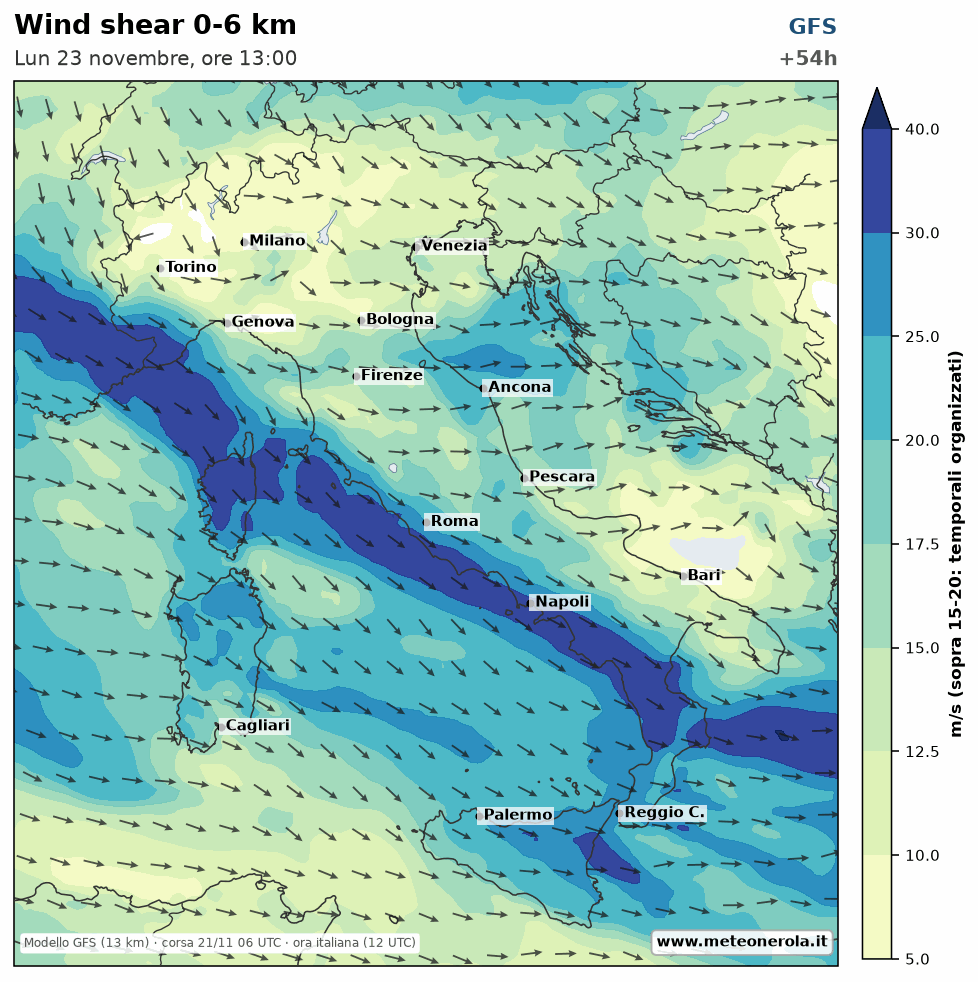 Wind shear 0-6 km
GFS
Lun 23 novembre, ore 13:00
+54h
Milano
Venezia
Torino
Genova
Bologna
Firenze
Ancona
Pescara
Roma
Bari
Napoli
Cagliari
Palermo
Reggio C.
Modello GFS (13 km) · corsa 21/11 06 UTC · ora italiana (12 UTC)
www.meteonerola.it
40.0
30.0
25.0
20.0
17.5
15.0
12.5
10.0
5.0
m/s (sopra 15-20: temporali organizzati)